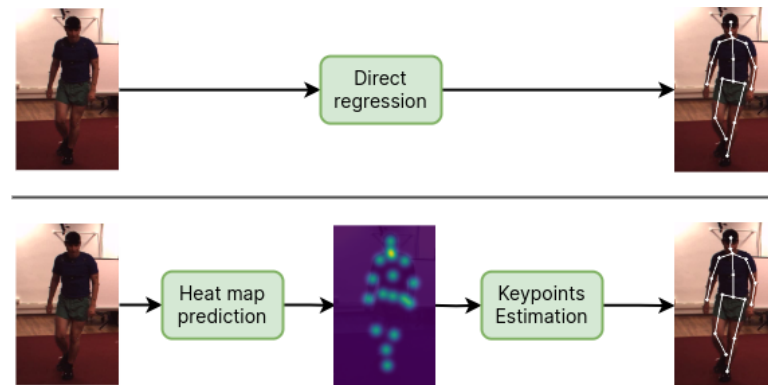 Direct
regression
Heat map
prediction
Keypoints
Estimation